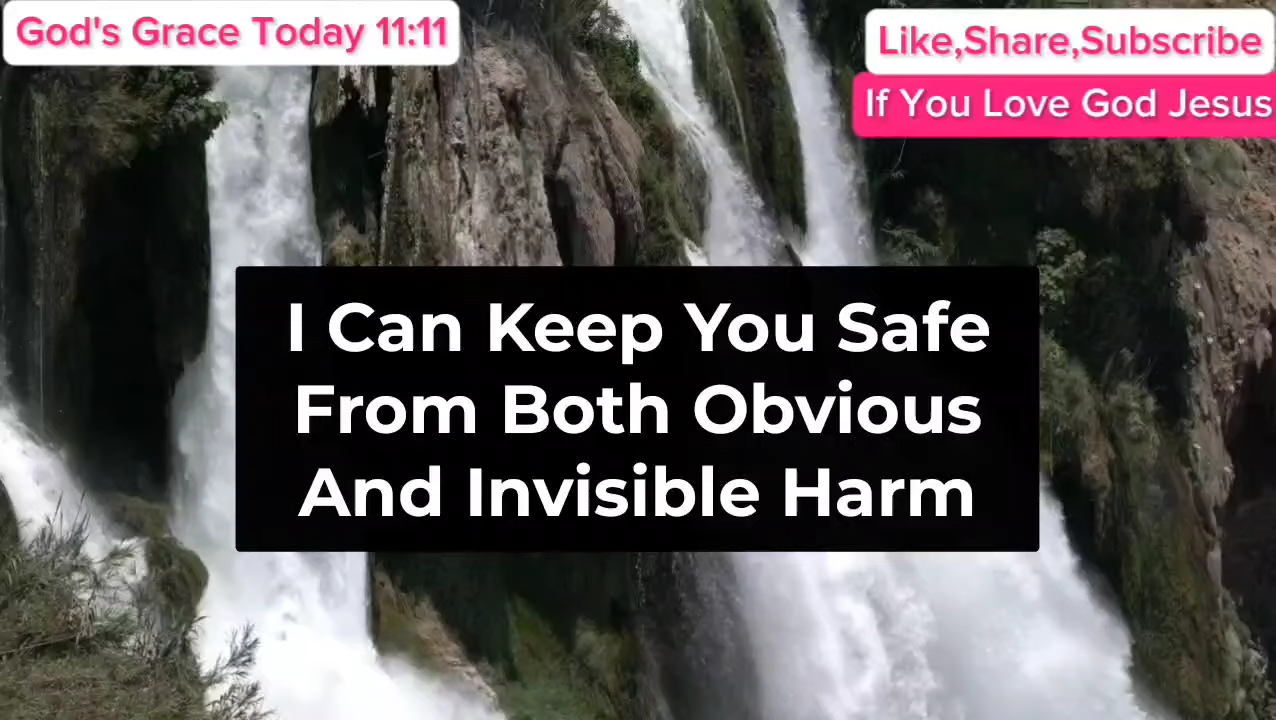 God's Grace Today 11:11
Like,Share,Subscribe
If You Love God Jesus
I Can Keep You Safe
From Both Obvious
And Invisible Harm